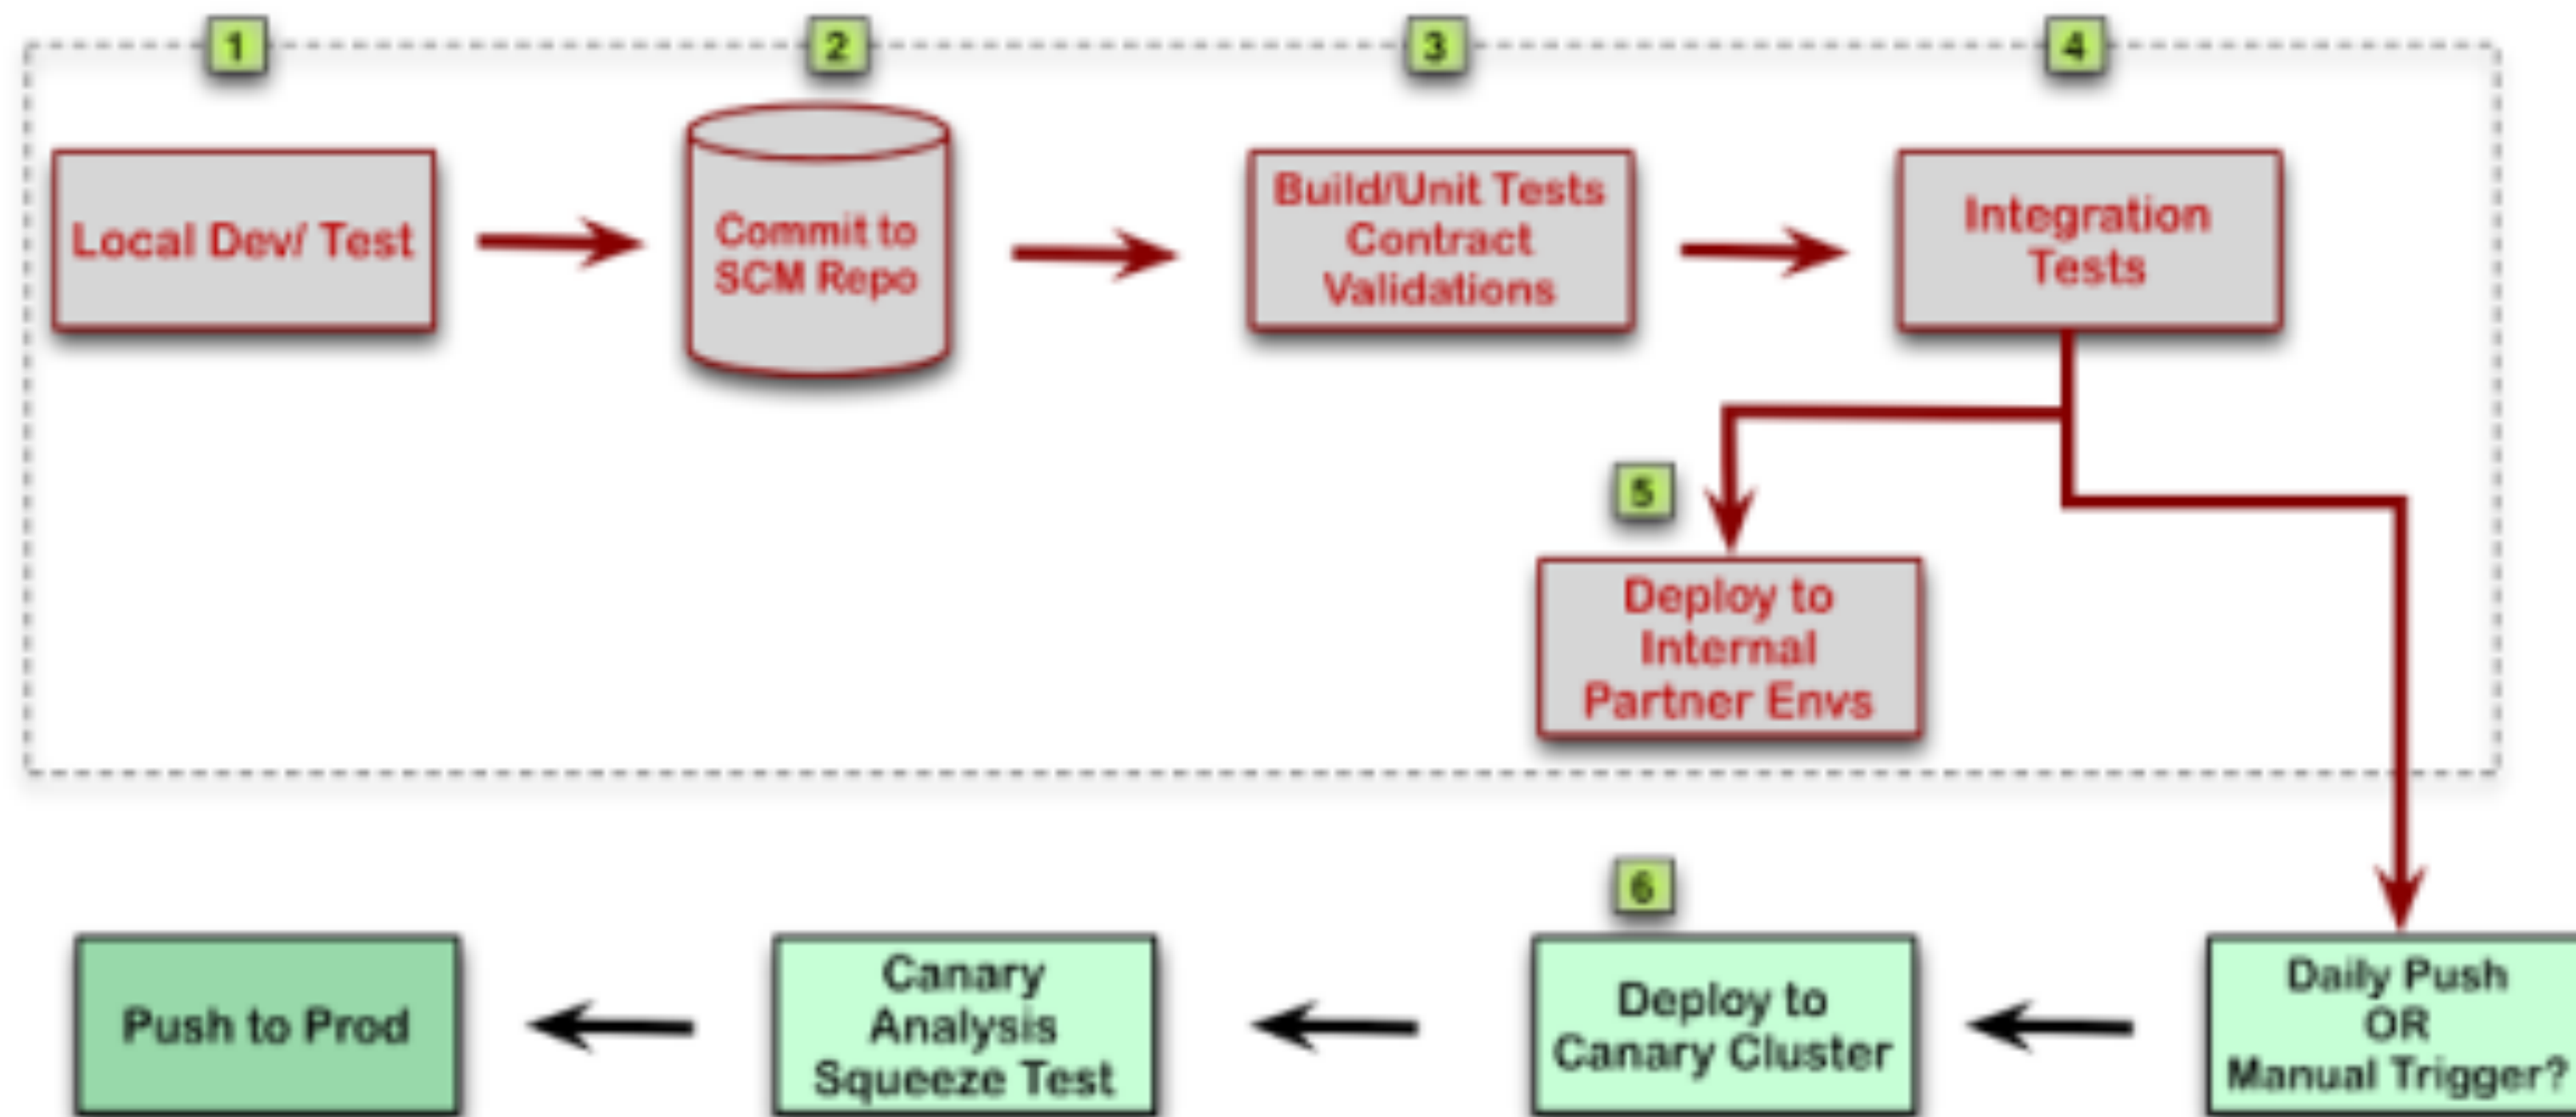 1
2
3
4
Local Dev/ Test
Commit to
SCM Repo
Build/Unit Tests
Contract
Validations
Integration
Tests
5
Deploy to
Internal
Partner Envs
6
Push to Prod
Canary
Analysis
Squeeze Test
Deploy to
Canary Cluster
Daily Push
OR
Manual Trigger?